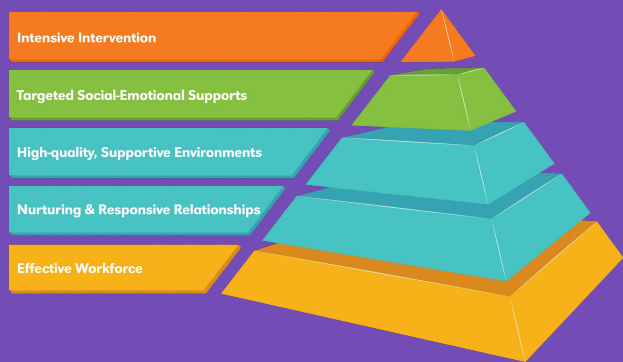 Intensive Intervention
Targeted Social-Emotional Supports
High-quality, Supportive Environments
Nurturing & Responsive Relationships
Effective Workforce